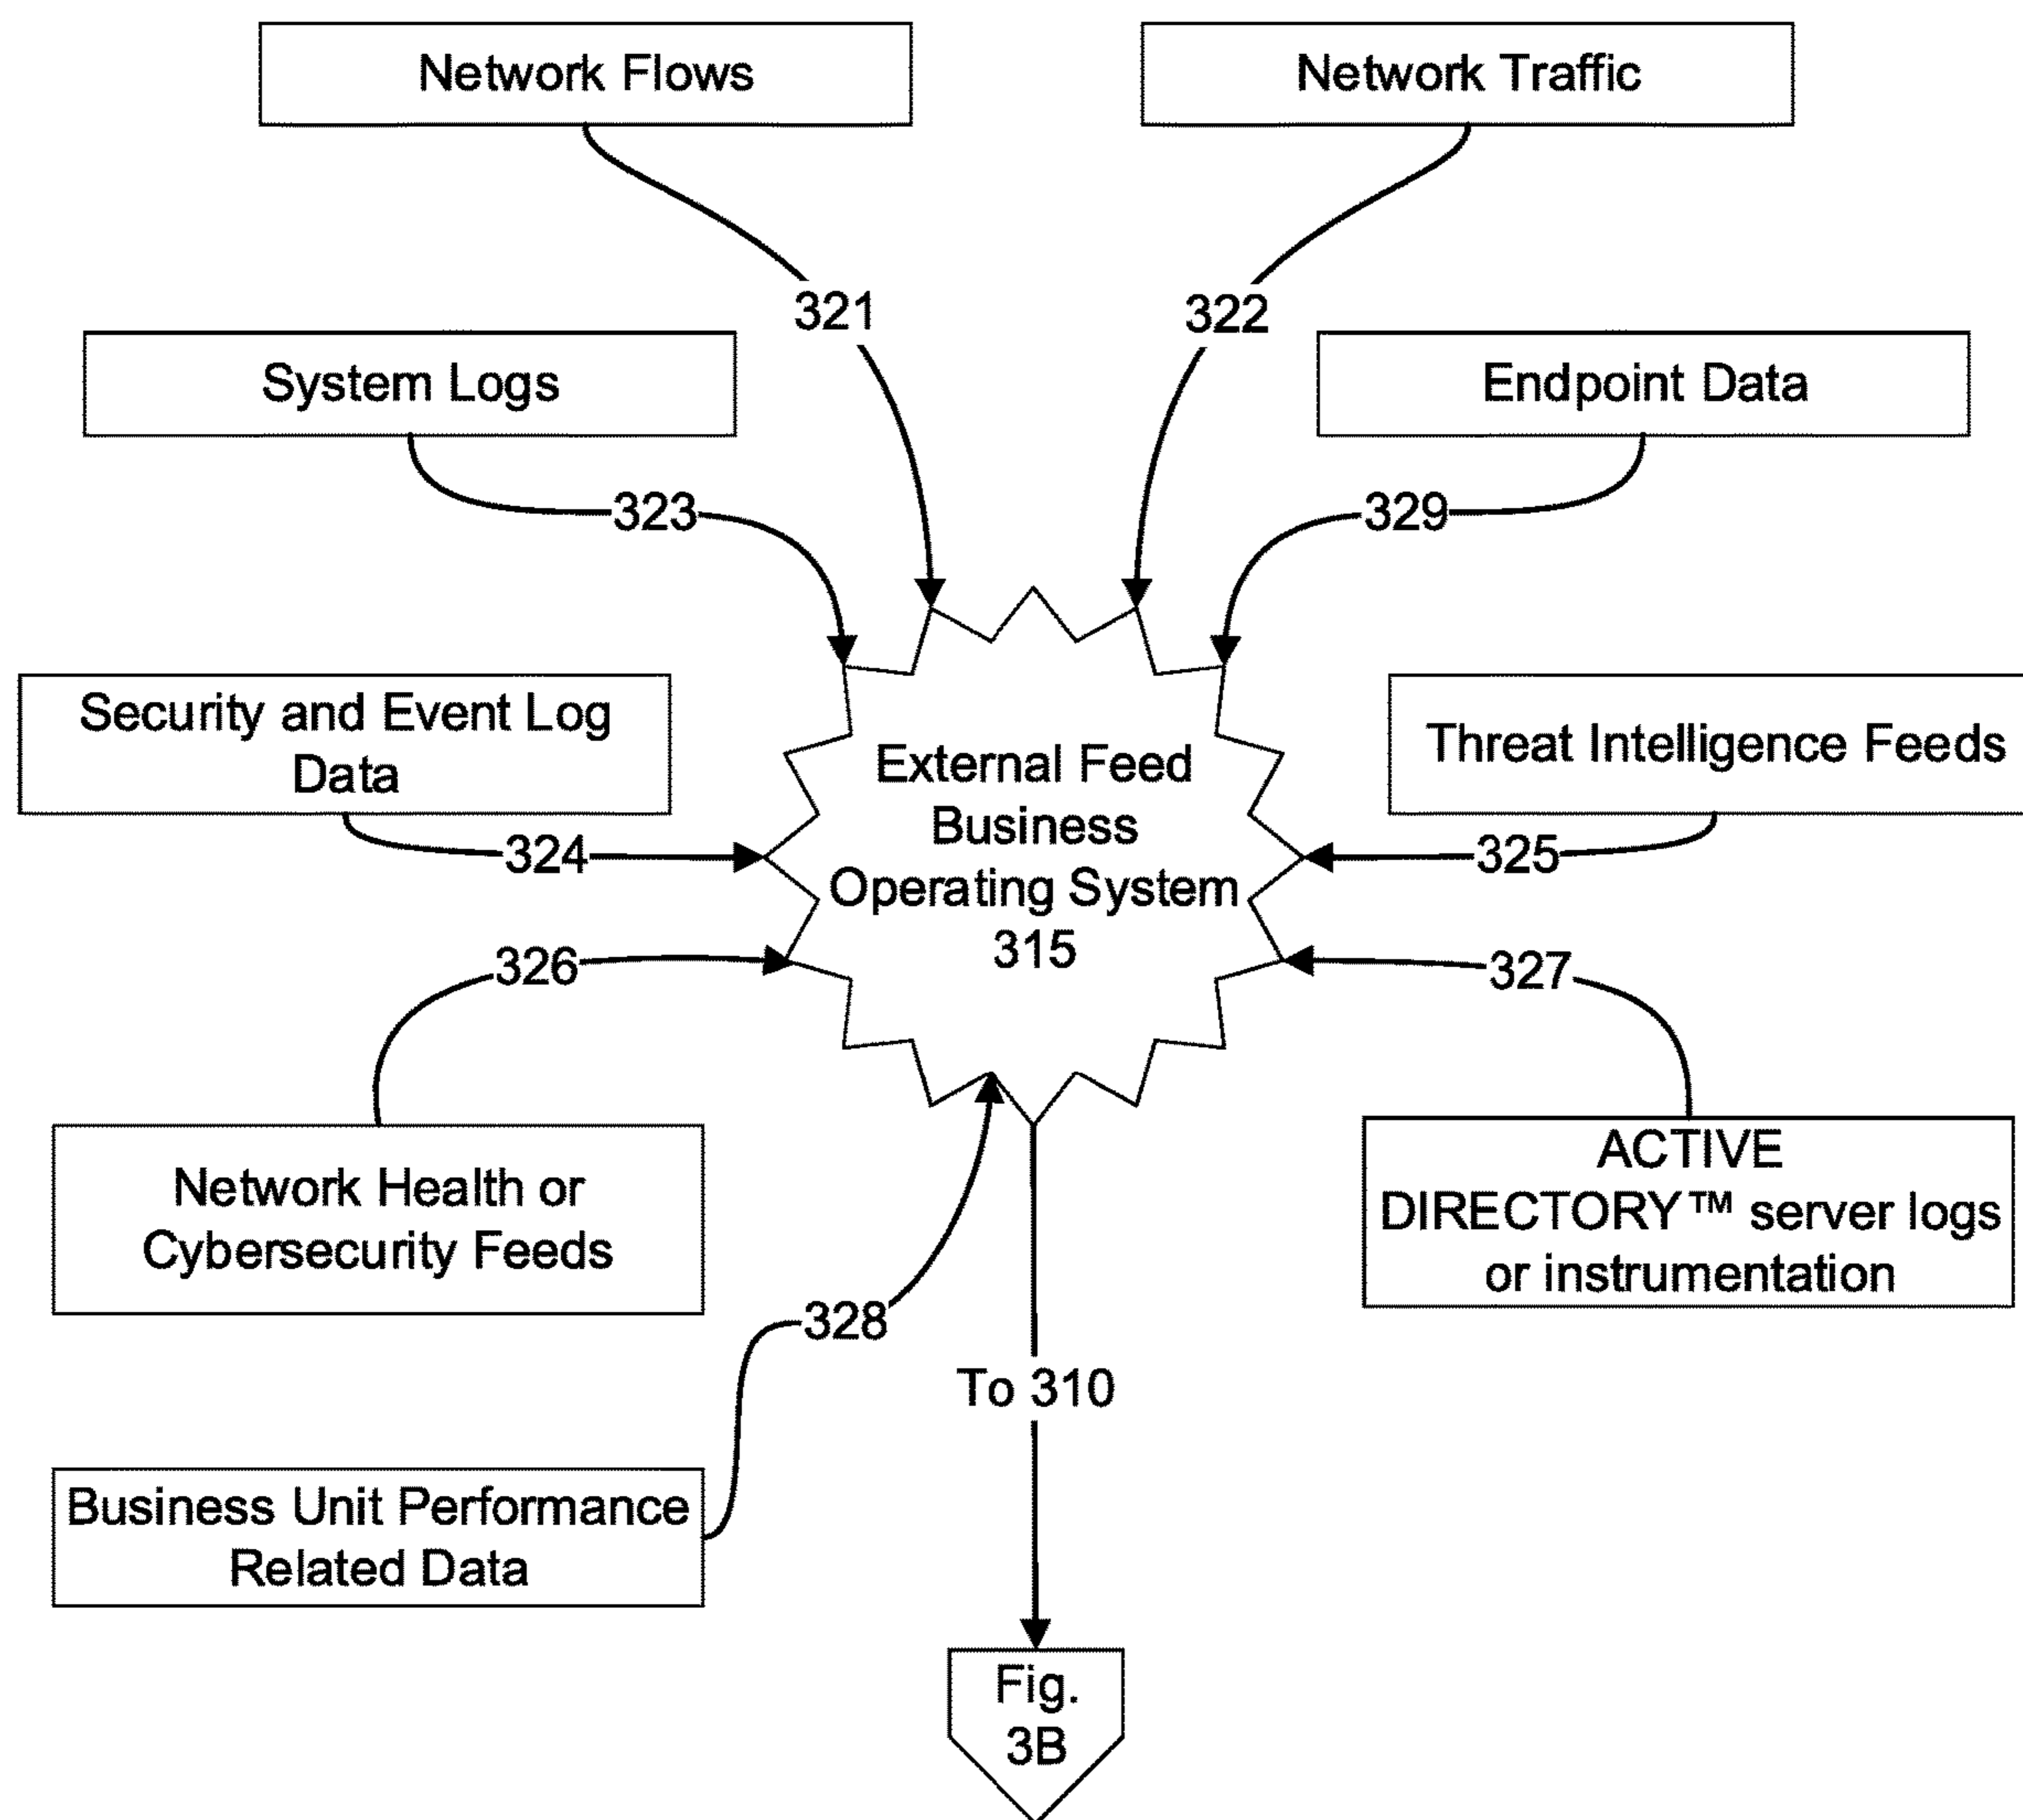 Network Flows
Network Traffic
321
322
System Logs
Endpoint Data
323
329
Security and Event Log
Data
External Feed
Business
Operating System
315
Threat Intelligence Feeds
324
325
326
327
Network Health or
Cybersecurity Feeds
ACTIVE
DIRECTORY™ server logs
or instrumentation
328
To 310
Business Unit Performance
Related Data
Fig.
3B